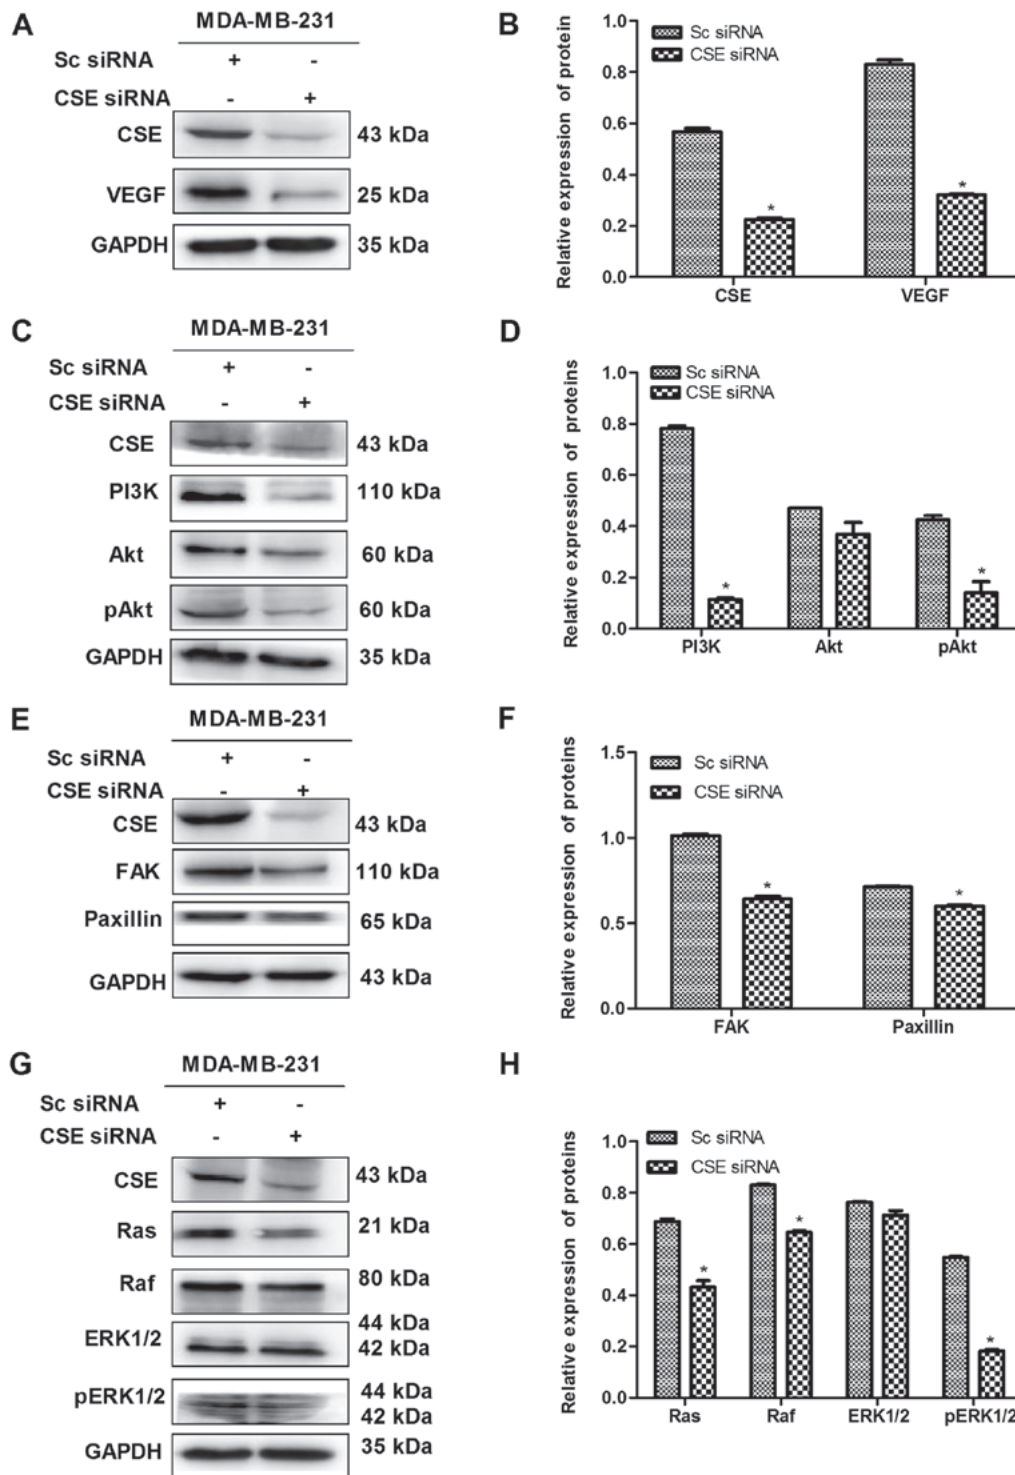 A
MDA-MB-231
Sc siRNA + -
CSE siRNA - +
CSE 43 kDa
VEGF 25 kDa
GAPDH 35 kDa
B
Relative expression of protein
Sc siRNA
CSE siRNA
1.0
0.8
0.6
0.4
0.2
0.0
*
*
CSE VEGF
C
MDA-MB-231
Sc siRNA + -
CSE siRNA - +
CSE 43 kDa
PI3K 110 kDa
Akt 60 kDa
pAkt 60 kDa
GAPDH 35 kDa
D
Relative expression of proteins
Sc siRNA
CSE siRNA
1.0
0.8
0.6
0.4
0.2
0.0
*
*
PI3K Akt pAkt
E
MDA-MB-231
Sc siRNA + -
CSE siRNA - +
CSE 43 kDa
FAK 110 kDa
Paxillin 65 kDa
GAPDH 43 kDa
F
Relative expression of proteins
Sc siRNA
CSE siRNA
1.5
1.0
0.5
0.0
*
*
FAK Paxillin
G
MDA-MB-231
Sc siRNA + -
CSE siRNA - +
CSE 43 kDa
Ras 21 kDa
Raf 80 kDa
44 kDa
ERK1/2 42 kDa
pERK1/2 44 kDa
42 kDa
GAPDH 35 kDa
H
Relative expression of proteins
Sc siRNA
CSE siRNA
1.0
0.8
0.6
0.4
0.2
0.0
*
*
*
Ras Raf ERK1/2 pERK1/2